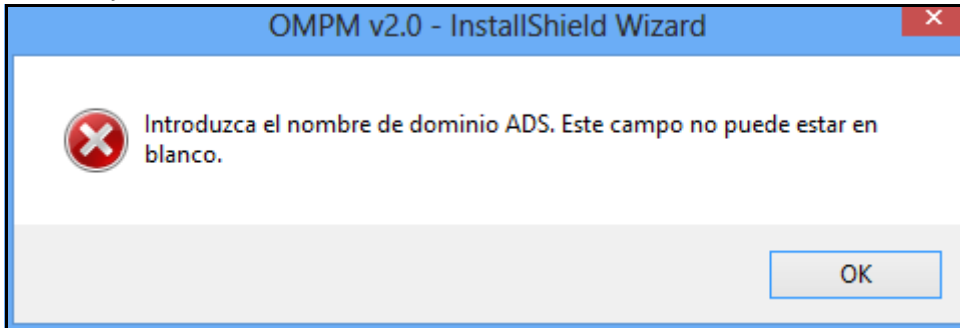 OMPM v2.0 - InstallShield Wizard
Introduzca el nombre de dominio ADS. Este campo no puede estar en
blanco.
OK